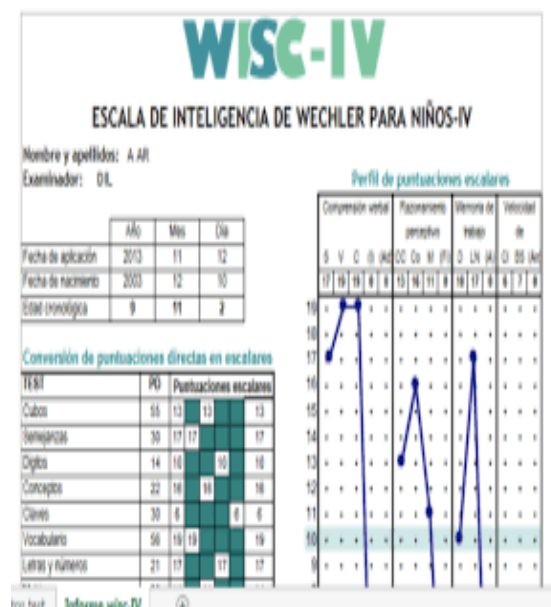 WISC-IV
ESCALA DE INTELIGENCIA DE WECHLER PARA NIÑOS-IV
Nombre y apellidos: A AR
Examinador: DIL
Perfil de puntuaciones escalares
Comprensión verbal Razonamiento perceptivo Memoria de trabajo Velocidad de
S V C (I) (Ad CC Co M (FI) D LN (A) Cl BS (An
17 19 19 13 16 11 10 17 6 7
Año Mes Día
Fecha de aplicación 2013 11 12
Fecha de nacimiento 2003 12 10
Edad cronológica 9 11 2
Conversión de puntuaciones directas en escalares
TEST PD Puntuaciones escalares
Cubos 55 13 13 13
Semejanzas 30 17 17 17
Dígitos 14 10 10 10
Conceptos 22 16 16 16
Claves 30 6 6 6
Vocabulario 56 19 19 19
Letras y números 21 17 17 17
19
18
17
16
15
14
13
12
11
10
9
Informe wisc-IV